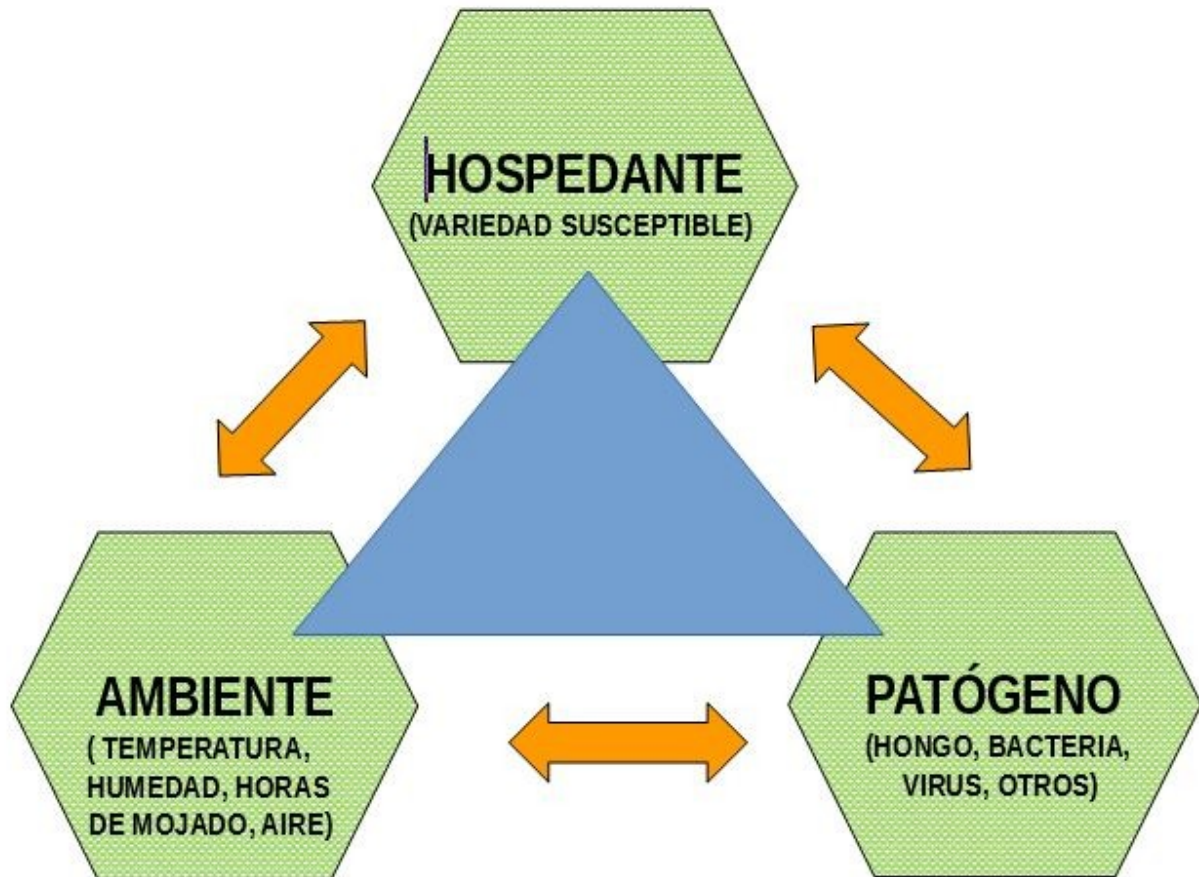 HOSPEDANTE
(VARIEDAD SUSCEPTIBLE)
AMBIENTE
( TEMPERATURA,
HUMEDAD, HORAS
DE MOJADO, AIRE)
PATÓGENO
(HONGO, BACTERIA,
VIRUS, OTROS)